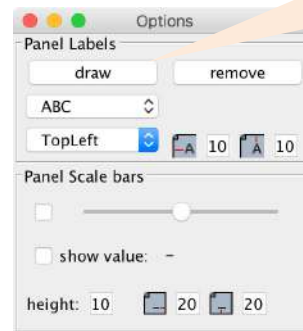 Options
Panel Labels
draw remove
ABC
TopLeft A 10 A 10
Panel Scale bars
show value: -
height: 10 20 20